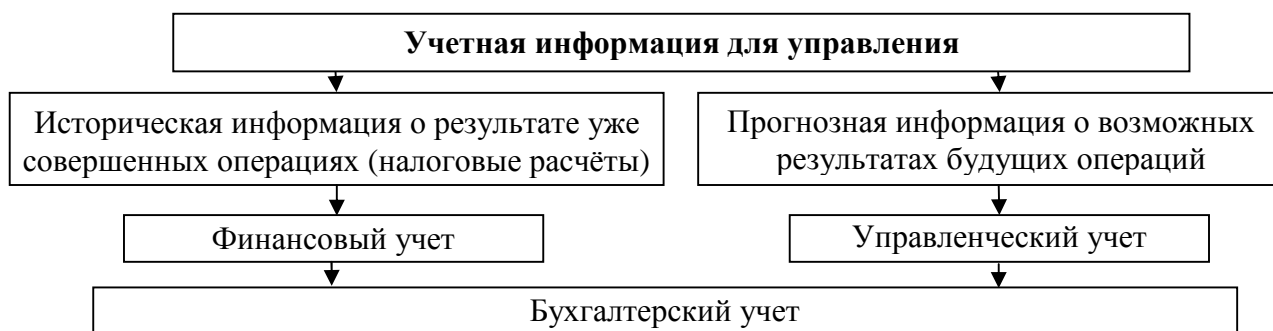 Учетная информация для управления
Историческая информация о результате уже
совершенных операциях (налоговые расчёты)
Прогнозная информация о возможных
результатах будущих операций
Финансовый учет
Управленческий учет
Бухгалтерский учет